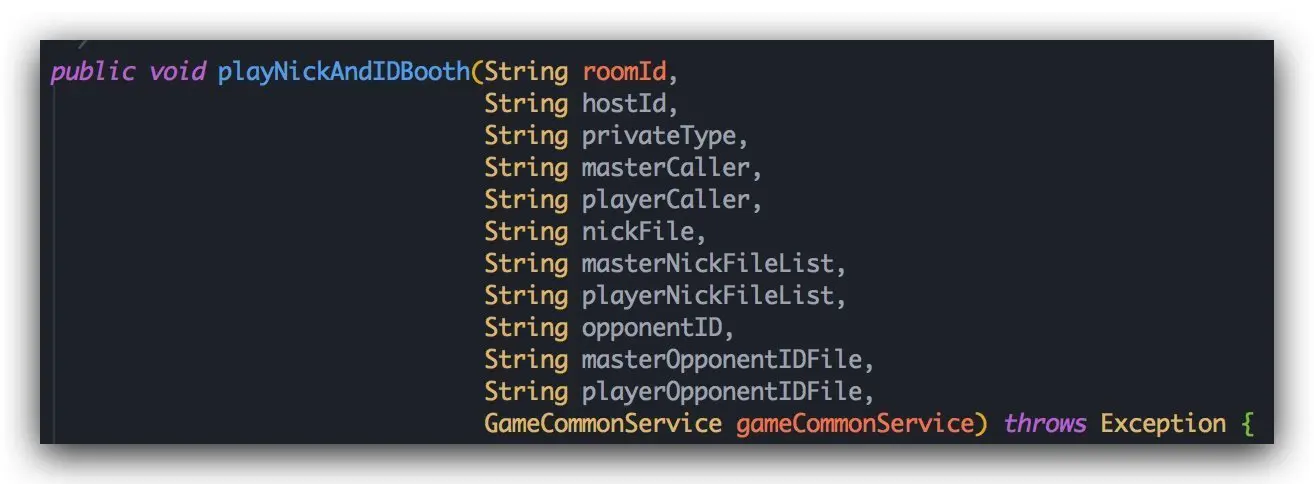 public void playNickAndIDBooth(String roomId,
String hostId,
String privateType,
String masterCaller,
String playerCaller,
String nickFile,
String masterNickFileList,
String playerNickFileList,
String opponentID,
String masterOpponentIDFile,
String playerOpponentIDFile,
GameCommonService gameCommonService) throws Exception {